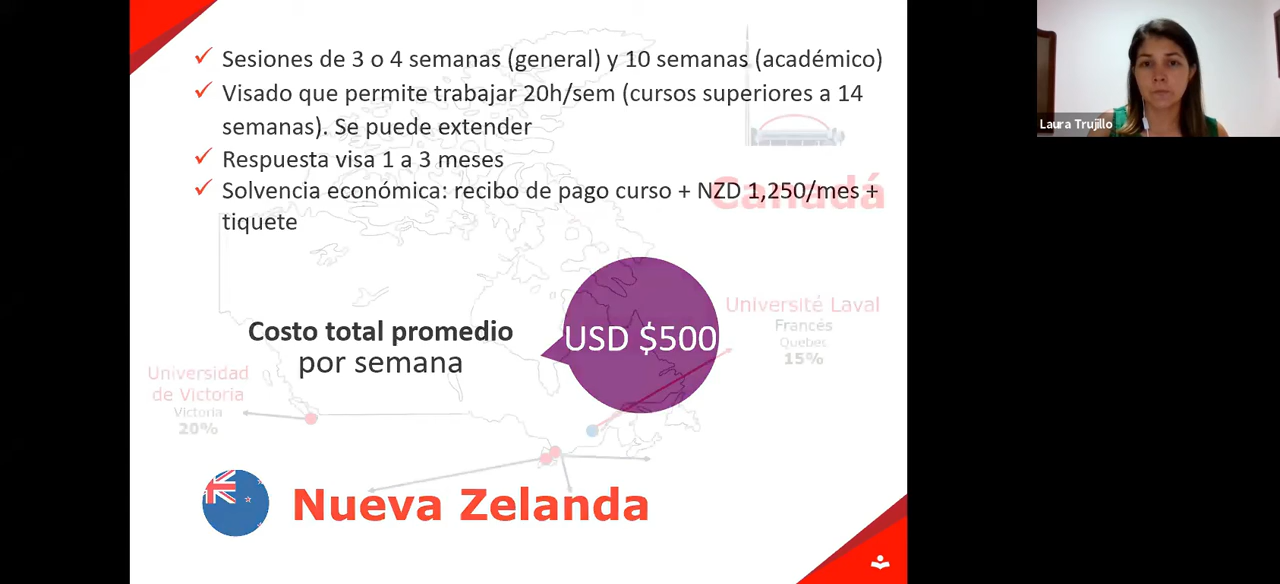 Sesiones de 3 o 4 semanas (general) y 10 semanas (académico)
Visado que permite trabajar 20h/sem (cursos superiores a 14
semanas). Se puede extender
Respuesta visa 1 a 3 meses
Solvencia económica: recibo de pago curso + NZD 1,250/mes +
tiquete
Canadá
Costo total promedio
por semana
USD $500
Université Laval
Francés
Quebec
15%
Universidad
de Victoria
Victoria
20%
Nueva Zelanda
Laura Trujillo